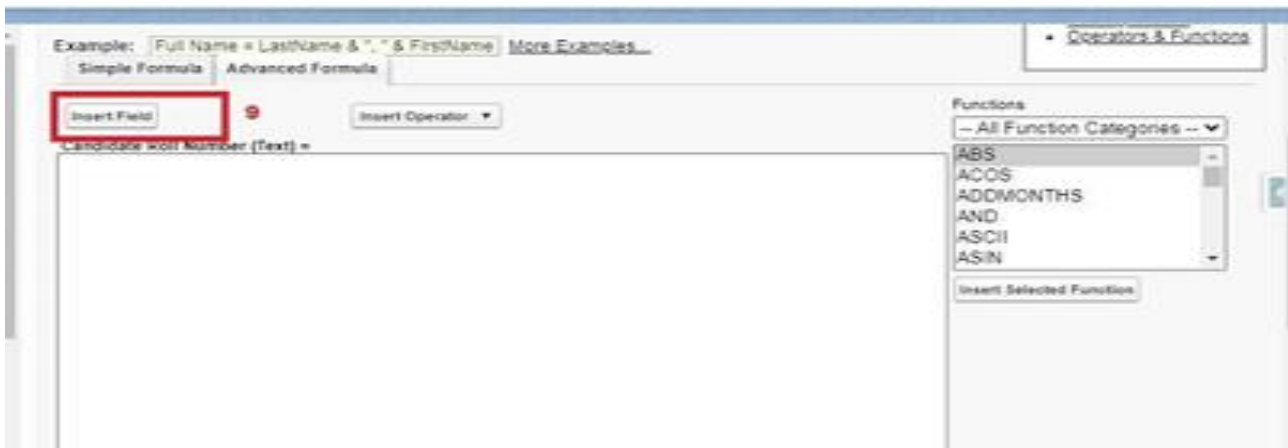 Example: Full Name = LastName & ", " & FirstName More Examples...
• Operators & Functions
Simple Formula Advanced Formula
Insert Field 9 Insert Operator ▼
Functions
-- All Function Categories --
Candidate Roll Number (Text) =
ABS
ACOS
ADDMONTHS
AND
ASCII
ASIN
Insert Selected Function